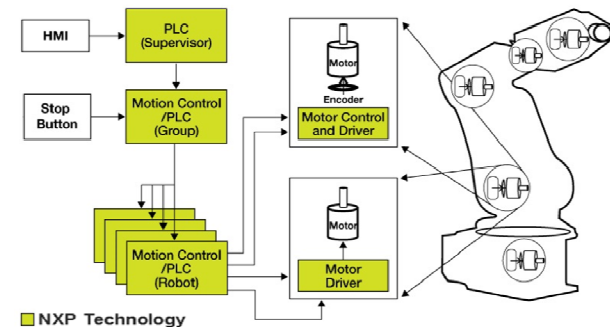 HMI
PLC
(Supervisor)
Stop
Button
Motion Control
/PLC
(Group)
Motion Control
/PLC
(Robot)
Motor
Encoder
Motor Control
and Driver
Motor
Motor
Driver
NXP Technology